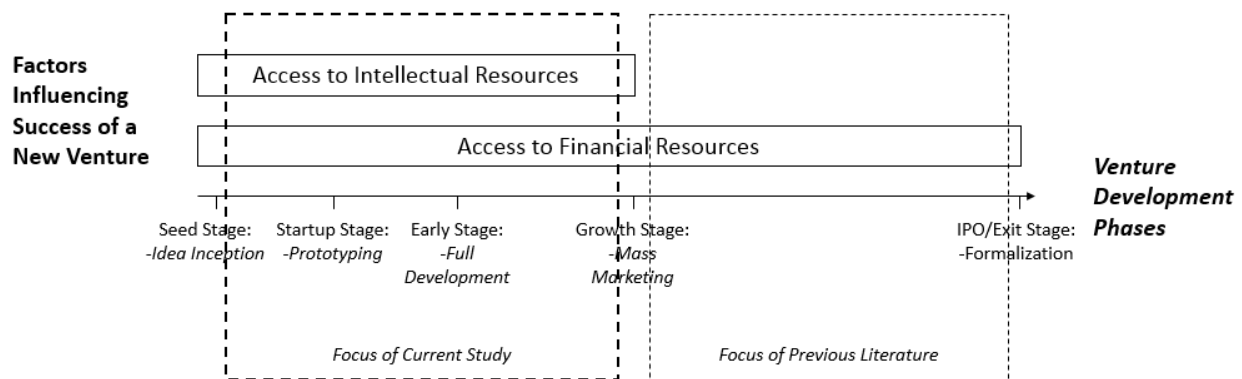 Factors
Influencing
Success of a
New Venture
Access to Intellectual Resources
Access to Financial Resources
Venture
Development
Phases
Seed Stage:
-Idea Inception
Startup Stage:
-Prototyping
Early Stage:
-Full
Development
Growth Stage:
-Mass
Marketing
IPO/Exit Stage:
-Formalization
Focus of Current Study
Focus of Previous Literature